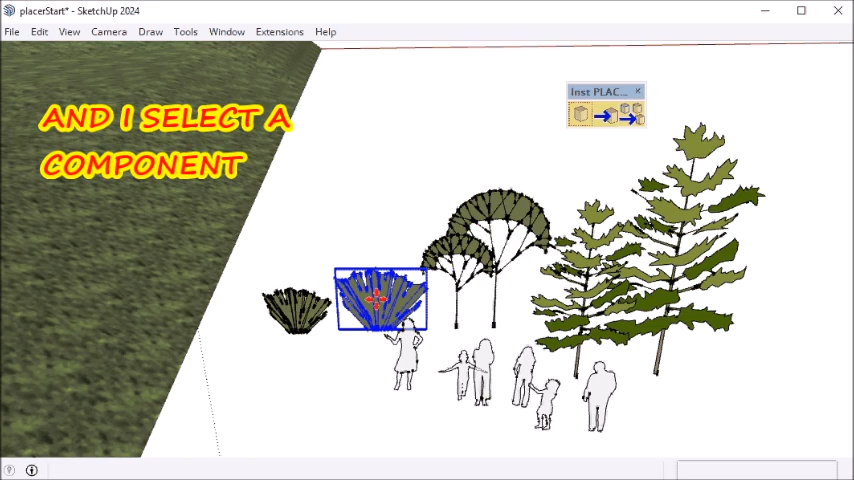 placerStart* - SketchUp 2024
File Edit View Camera Draw Tools Window Extensions Help
Inst PLAC...
AND I SELECT A
COMPONENT